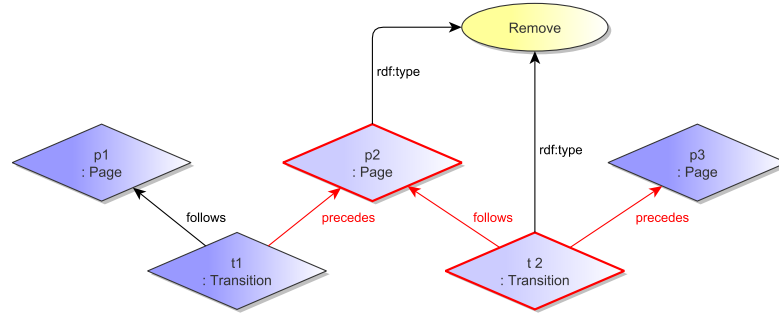 Remove
rdf:type
p1
: Page
p2
: Page
rdf:type
p3
: Page
follows
precedes
follows
precedes
t1
: Transition
t 2
: Transition